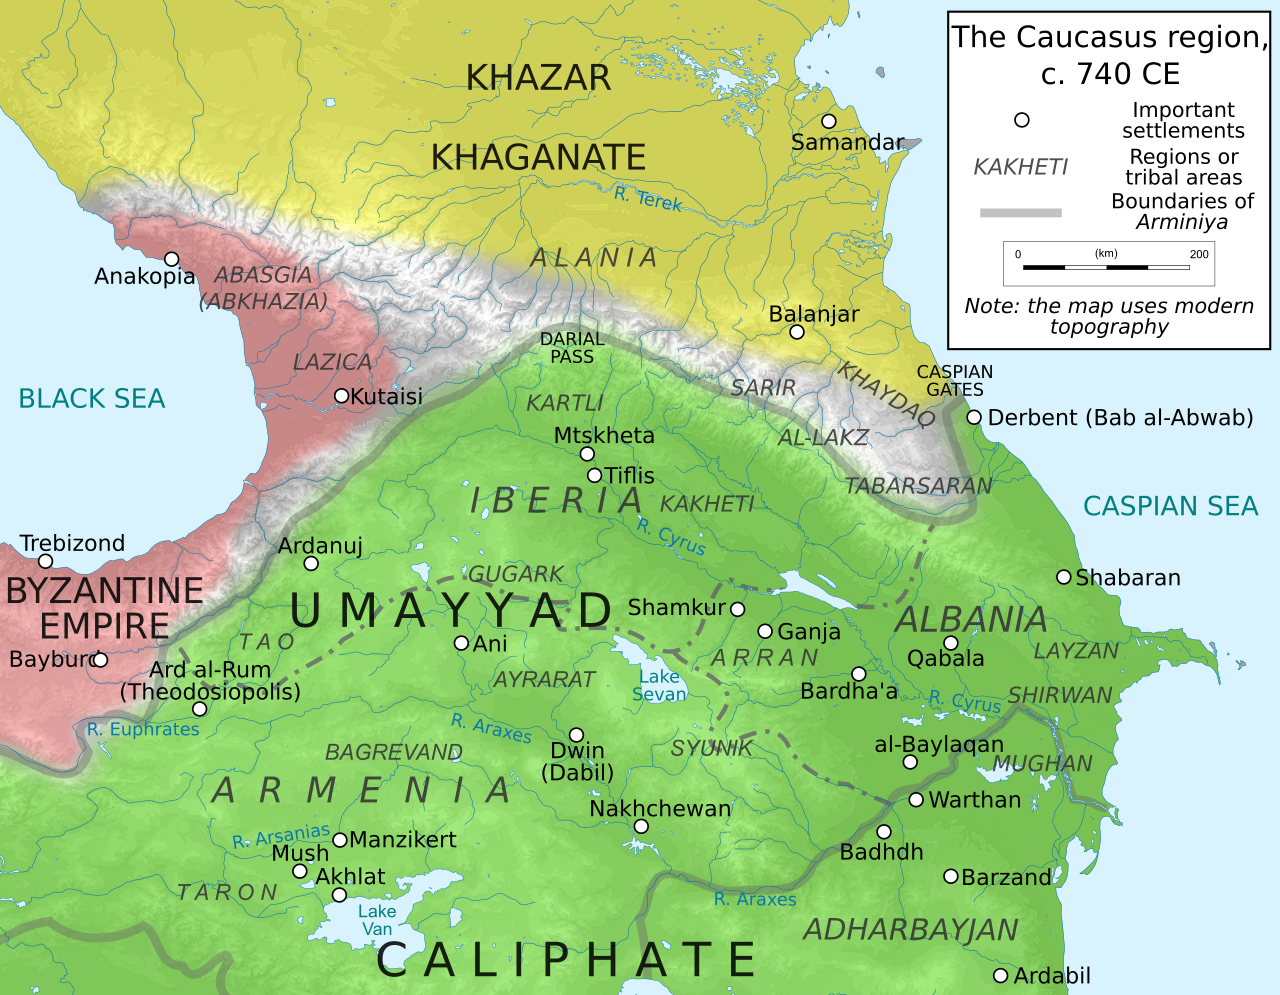 The Caucasus region,
c. 740 CE
Important
settlements
KAKHETI
Regions or
tribal areas
Boundaries of
Arminiya
0 (km) 200
Note: the map uses modern
topography
KHAZAR
KHAGANATE
Samandar
R. Terek
ALANIA
Anakopia
ABASGIA
(ABKHAZIA)
Balanjar
DARIAL
PASS
LAZICA
Kutaisi
SARIR
KHAYDAQ
CASPIAN
GATES
BLACK SEA
KARTLI
Derbent (Bab al-Abwab)
Mtskheta
AL-LAKZ
Tiflis
IBERIA
KAKHETI
TABARSARAN
CASPIAN SEA
R. Cyrus
Trebizond
Ardanuj
GUGARK
Shabaran
BYZANTINE
EMPIRE
UMAYYAD
Shamkur
ALBANIA
Ganja
TAO
Ani
Qabala
LAYZAN
Bayburd
Ard al-Rum
(Theodosiopolis)
AYRARAT
Lake
Sevan
ARRAN
Bardha'a
SHIRWAN
R. Cyrus
R. Euphrates
R. Araxes
BAGREVAND
Dwin
(Dabil)
SYUNIK
al-Baylaqan
MUGHAN
ARMENIA
Nakhchewan
Warthan
R. Arsanias
Manzikert
Mush
Badhdh
Akhlat
Barzand
TARON
R. Araxes
Lake
Van
ADHARBAYJAN
CALIPHATE
Ardabil